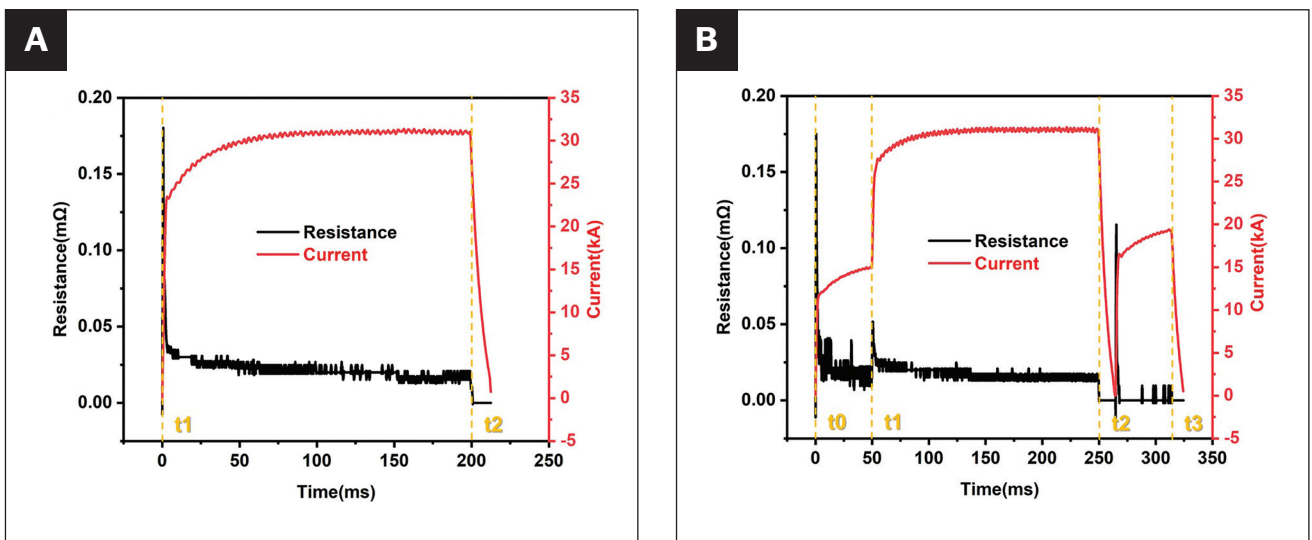 A
0.20
0.15
0.10
0.05
0.00
Resistance(mΩ)
35
30
25
20
15
10
5
0
-5
Current(kA)
Resistance
Current
t1
t2
0
50
100
150
200
250
Time(ms)
B
0.20
0.15
0.10
0.05
0.00
Resistance(mΩ)
35
30
25
20
15
10
5
0
-5
Current(kA)
Resistance
Current
t0
t1
t2
t3
0
50
100
150
200
250
300
350
Time(ms)